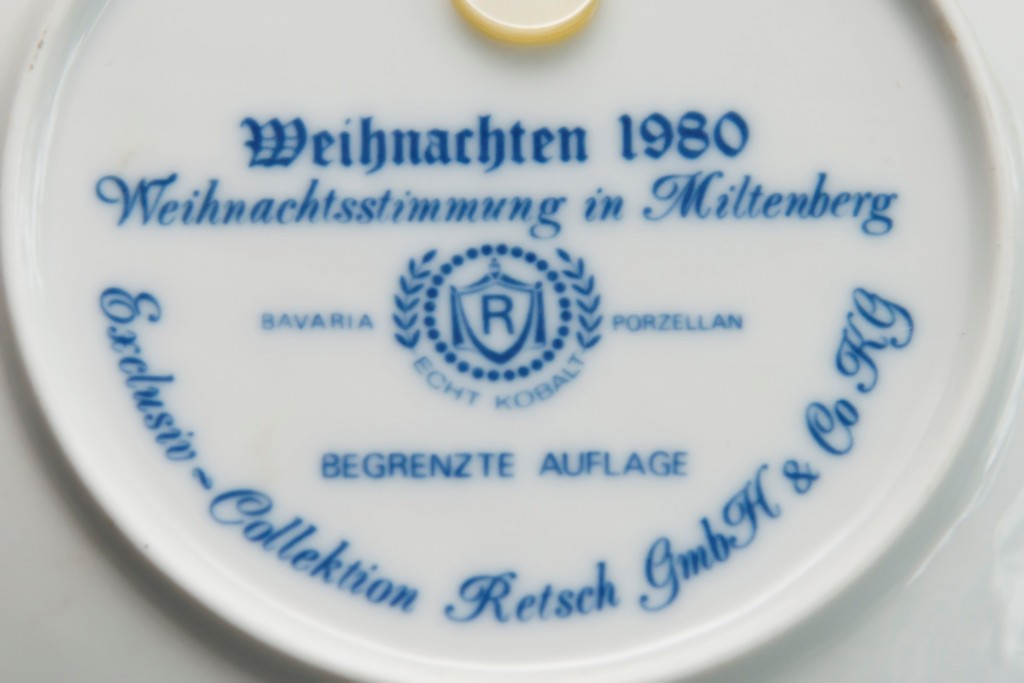 Weihnachten 1980
Weihnachtsstimmung in Miltenberg
BAVARIA R PORZELLAN
ECHT KOBALT
BEGRENZTE AUFLAGE
Exclusiv-Collektion Retsch GmbH & Co KG